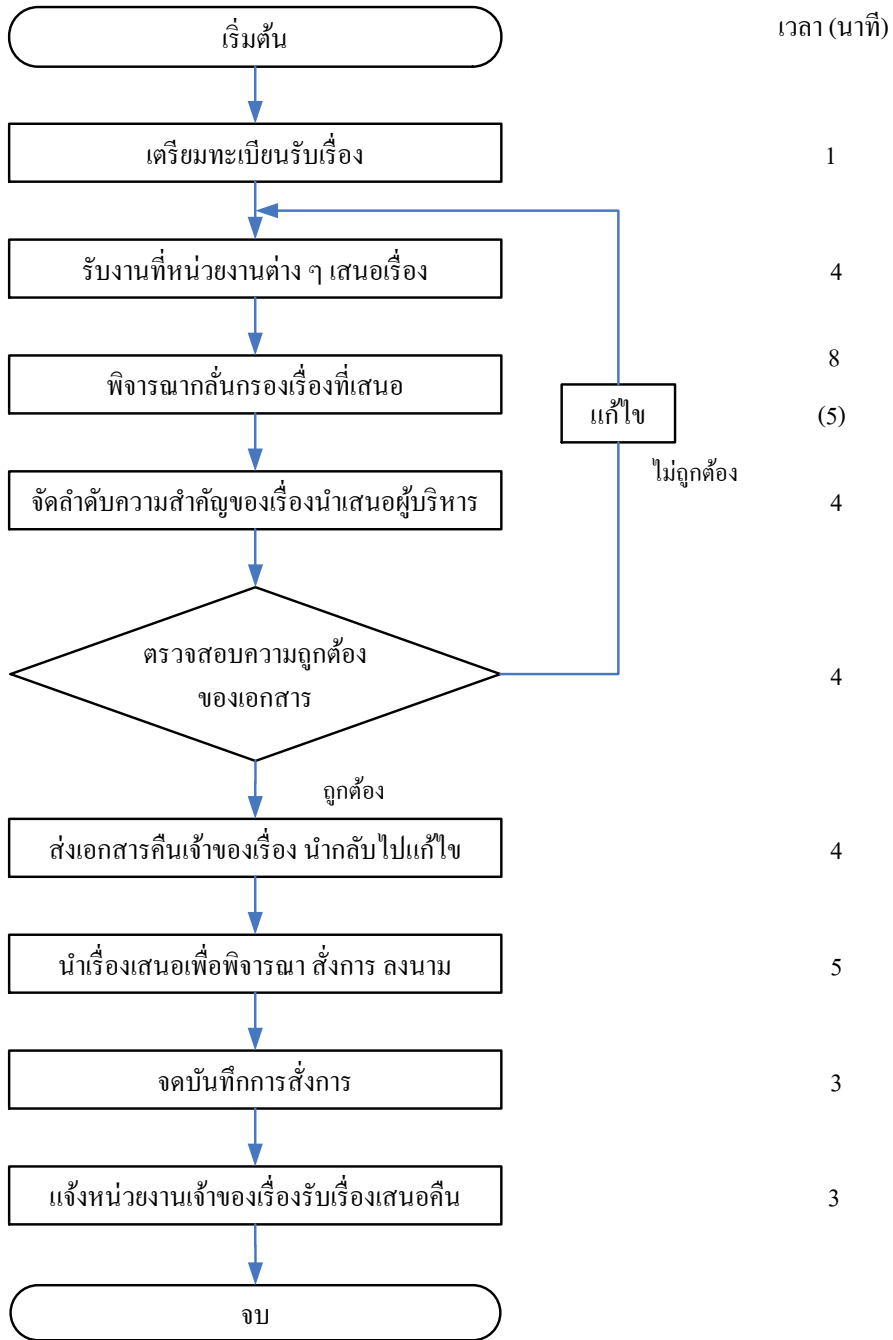 เริ่มต้น
เวลา (นาที)
เตรียมทะเบียนรับเรื่อง
1
รับงานที่หน่วยงานต่าง ๆ เสนอเรื่อง
4
พิจารณากลั่นกรองเรื่องที่เสนอ
8
แก้ไข
(5)
ไม่ถูกต้อง
จัดลำดับความสำคัญของเรื่องนำเสนอผู้บริหาร
4
ตรวจสอบความถูกต้อง
ของเอกสาร
4
ถูกต้อง
ส่งเอกสารคืนเจ้าของเรื่อง นำกลับไปแก้ไข
4
นำเรื่องเสนอเพื่อพิจารณา สั่งการ ลงนาม
5
จดบันทึกการสั่งการ
3
แจ้งหน่วยงานเจ้าของเรื่องรับเรื่องเสนอคืน
3
จบ